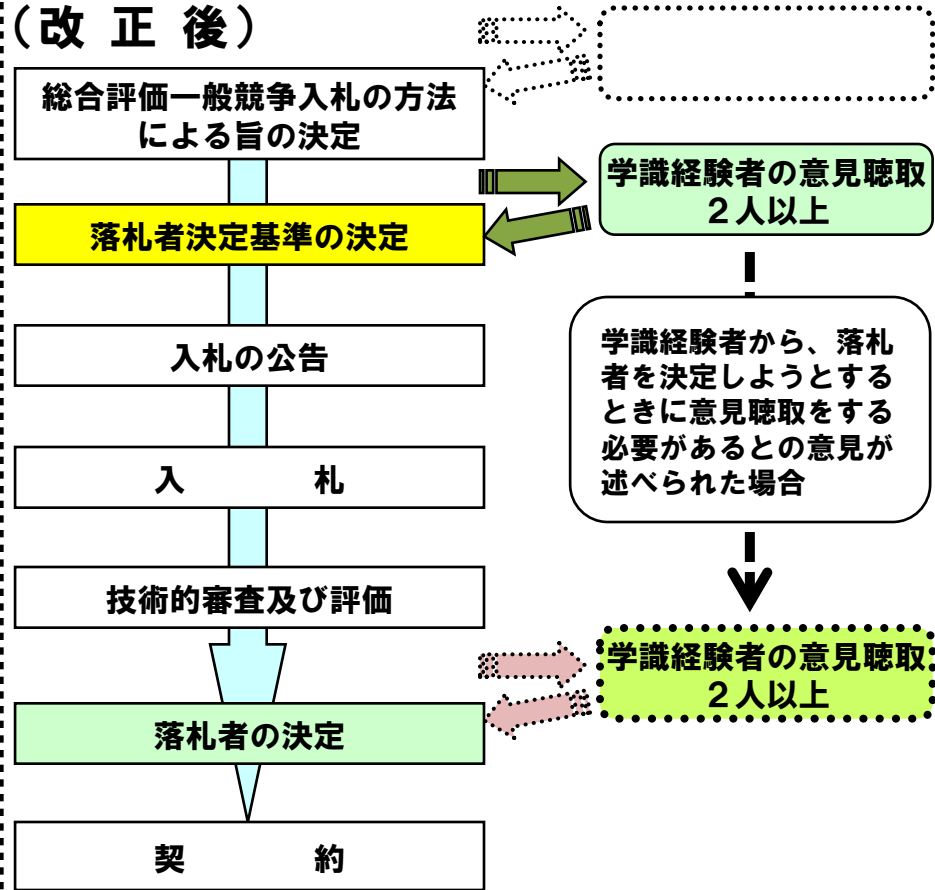 （改 正 後）
総合評価一般競争入札の方法
による旨の決定
学識経験者の意見聴取
２人以上
落札者決定基準の決定
入札の公告
学識経験者から、落札
者を決定しようとする
ときに意見聴取をする
必要があるとの意見が
述べられた場合
入　　　　札
技術的審査及び評価
学識経験者の意見聴取
２人以上
落札者の決定
契　　　　約